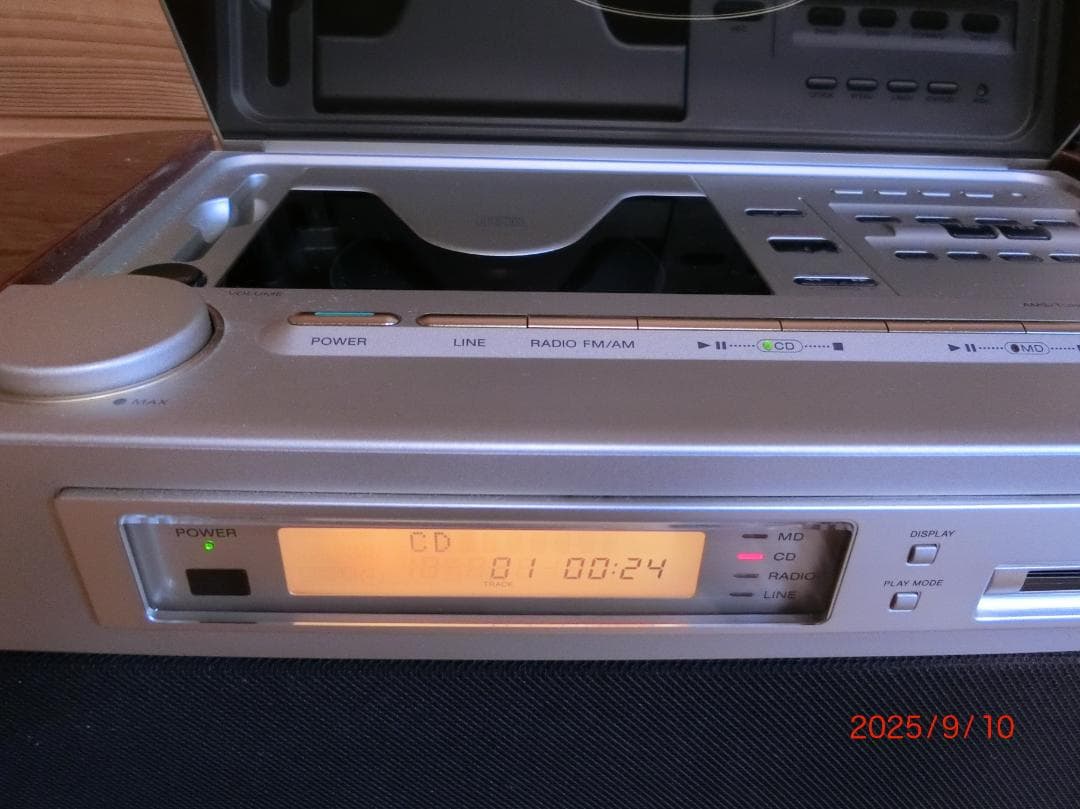 VOLUME
POWER
LINE
RADIO FM/AM
CD
MD
MAX
POWER
CD
TRACK
01 00:24
MD
CD
RADIO
LINE
DISPLAY
PLAY MODE
2025/9/10